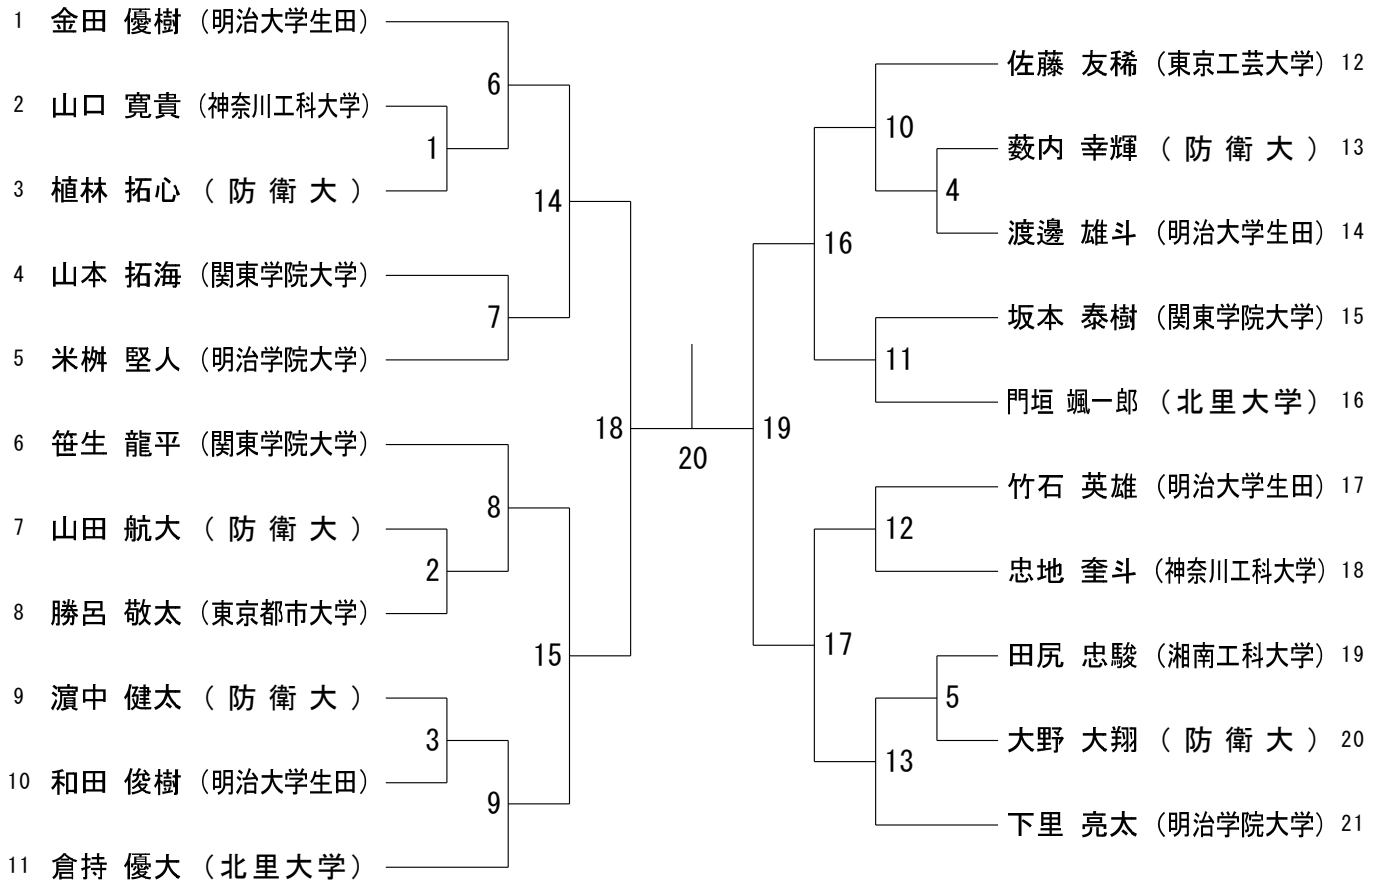 1 金田 優樹 (明治大学生田)
2 山口 寛貴 (神奈川工科大学)
3 植林 拓心 ( 防 衛 大 )
4 山本 拓海 (関東学院大学)
5 米桝 堅人 (明治学院大学)
6 笹生 龍平 (関東学院大学)
7 山田 航大 ( 防 衛 大 )
8 勝呂 敬太 (東京都市大学)
9 濵中 健太 ( 防 衛 大 )
10 和田 俊樹 (明治大学生田)
11 倉持 優大 ( 北 里 大 学 )
1
2
3
6
7
8
9
14
15
18
20
19
16
17
10
11
12
13
4
5
佐藤 友稀 (東京工芸大学) 12
薮内 幸輝 ( 防 衛 大 ) 13
渡邊 雄斗 (明治大学生田) 14
坂本 泰樹 (関東学院大学) 15
門垣 颯一郎 ( 北 里 大 学 ) 16
竹石 英雄 (明治大学生田) 17
忠地 奎斗 (神奈川工科大学) 18
田尻 忠駿 (湘南工科大学) 19
大野 大翔 ( 防 衛 大 ) 20
下里 亮太 (明治学院大学) 21